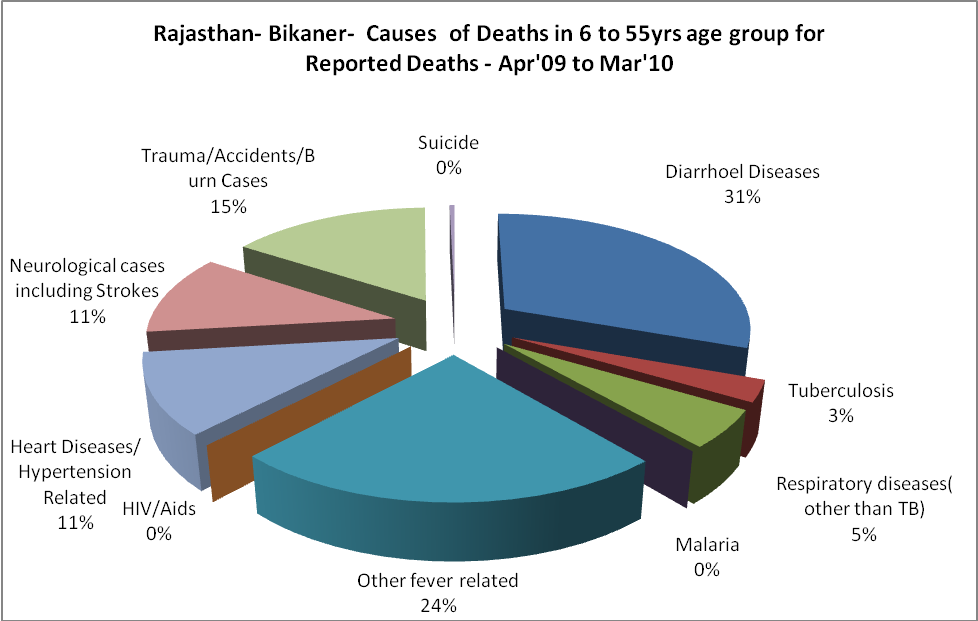 Rajasthan- Bikaner- Causes of Deaths in 6 to 55yrs age group for
Reported Deaths - Apr'09 to Mar'10
Suicide
0%
Trauma/Accidents/B
urn Cases
15%
Diarrhoel Diseases
31%
Neurological cases
including Strokes
11%
Tuberculosis
3%
Heart Diseases/
Hypertension
Related
11%
HIV/Aids
0%
Respiratory diseases(
other than TB)
5%
Malaria
0%
Other fever related
24%